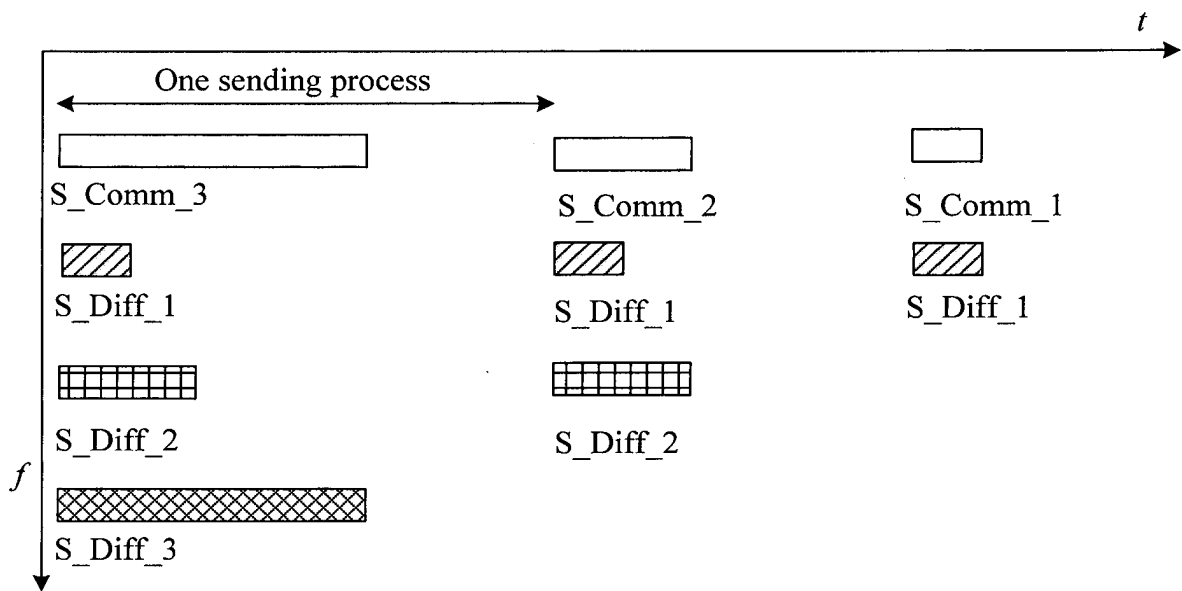 t
One sending process
S_Comm_3
S_Comm_2
S_Comm_1
S_Diff_1
S_Diff_1
S_Diff_1
S_Diff_2
S_Diff_2
f
S_Diff_3